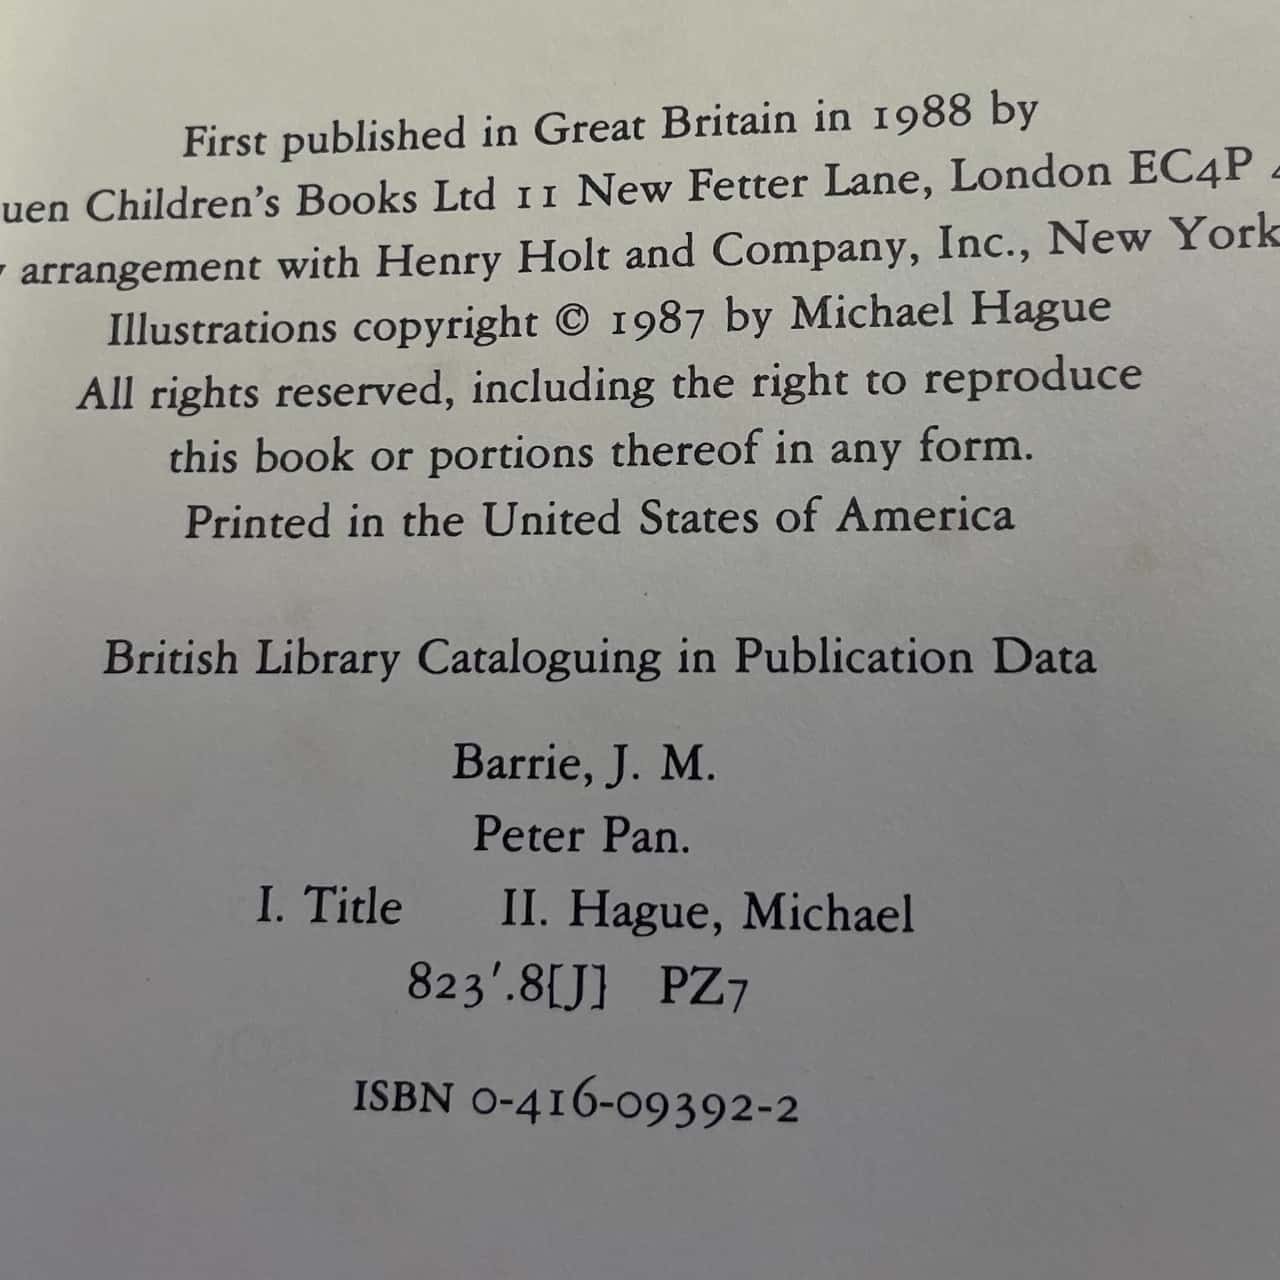 First published in Great Britain in 1988 by
uen Children's Books Ltd 11 New Fetter Lane, London EC4P
arrangement with Henry Holt and Company, Inc., New York
Illustrations copyright © 1987 by Michael Hague
All rights reserved, including the right to reproduce
this book or portions thereof in any form.
Printed in the United States of America
British Library Cataloguing in Publication Data
Barrie, J. M.
Peter Pan.
I. Title II. Hague, Michael
823'.8[J] PZ7
ISBN 0-416-09392-2